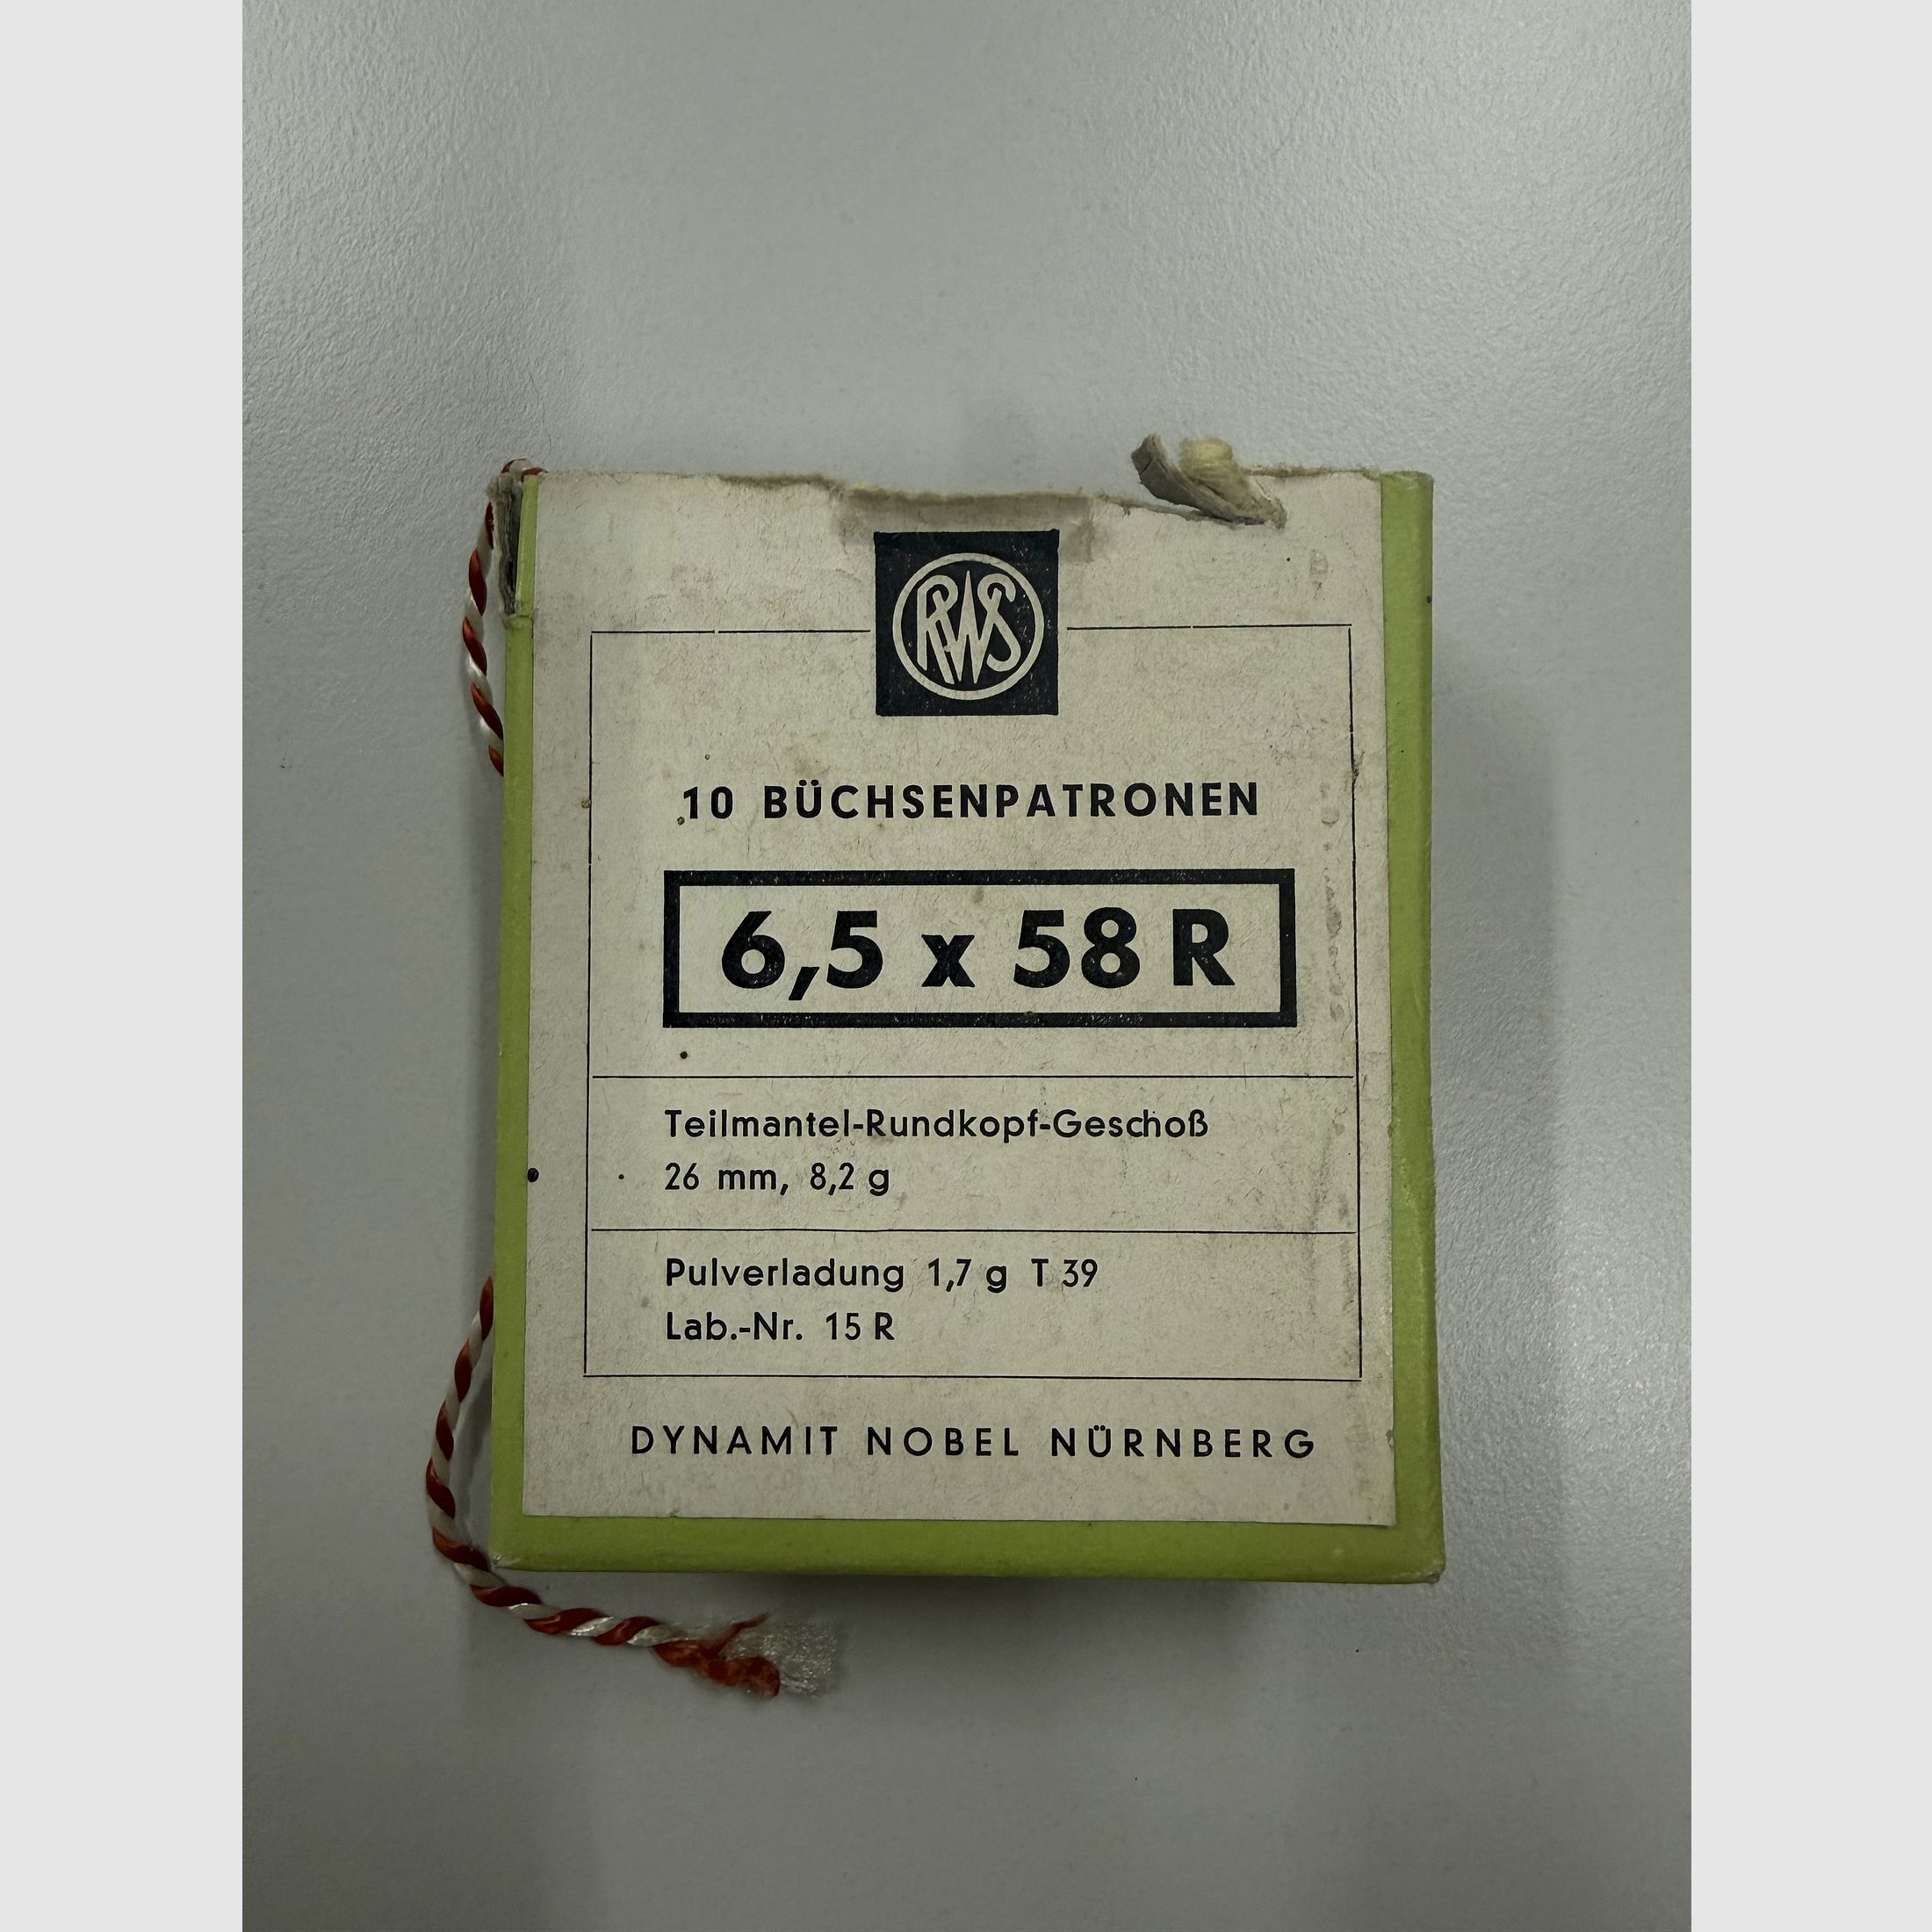 RWS
10 BÜCHSENPATRONEN
6,5 x 58 R
Teilmantel-Rundkopf-Geschoß
26 mm, 8,2 g
Pulverladung 1,7 g T 39
Lab.-Nr. 15 R
DYNAMIT NOBEL NÜRNBERG